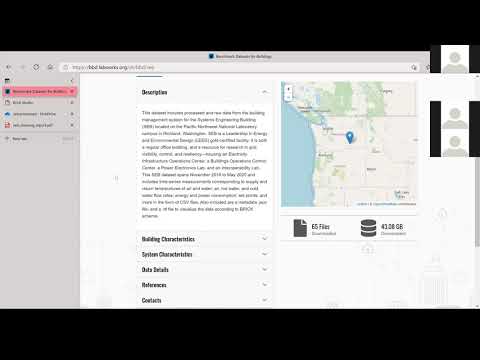 Benchmark Datasets for Buildings
https://bbd.labworks.org/ds/bbd/seb
Benchmark Datasets for Building
Brick Studio
Description
This dataset includes processed and raw data from the building
management system for the Systems Engineering Building
(SEB) located on the Pacific Northwest National Laboratory
campus in Richland, Washington. SEB is a Leadership in Energy
and Environmental Design (LEED) gold-certified facility. It is both
a regular office building, and a resource for research in grid
visibility, control, and resiliency—housing an Electricity
Infrastructure Operations Center, a Buildings Operations Control
Center, a Power Electronics Lab, and an Interoperability Lab.
This SEB dataset spans November 2018 to May 2020 and
includes time-series measurements corresponding to supply and
return temperatures of air and water; air, hot water, and cold
water flow rates; energy and power consumption; set points; and
more in the form of CSV files. Also included are a metadata .json
file, and a .ttl file to visualize the data according to BRICK
schema.
+
−
65 Files
Downloaded
43.08 GB
Downloaded
Building Characteristics
System Characteristics
Data Details
References
Contacts